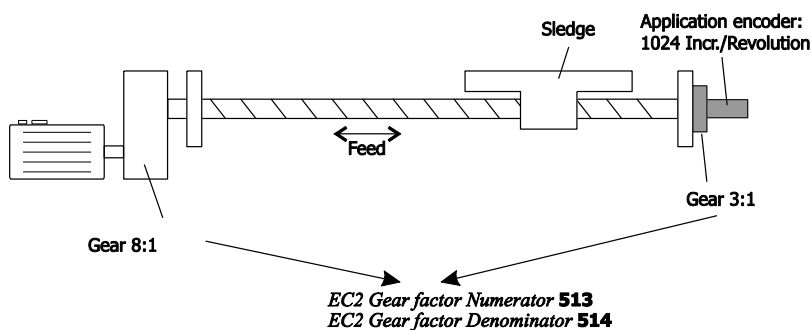 Application encoder:
1024 Incr./Revolution
Sledge
Feed
Gear 3:1
Gear 8:1
EC2 Gear factor Numerator 513
EC2 Gear factor Denominator 514